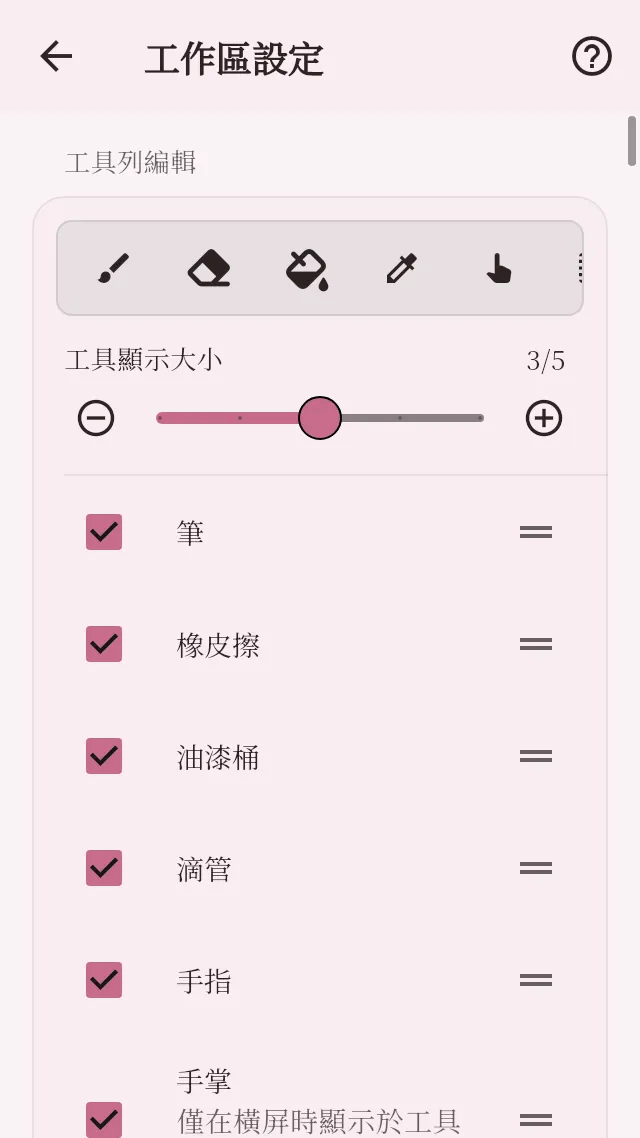 工作區設定
工具列編輯
工具顯示大小
3/5
筆
橡皮擦
油漆桶
滴管
手指
手掌
僅在橫屏時顯示於工具